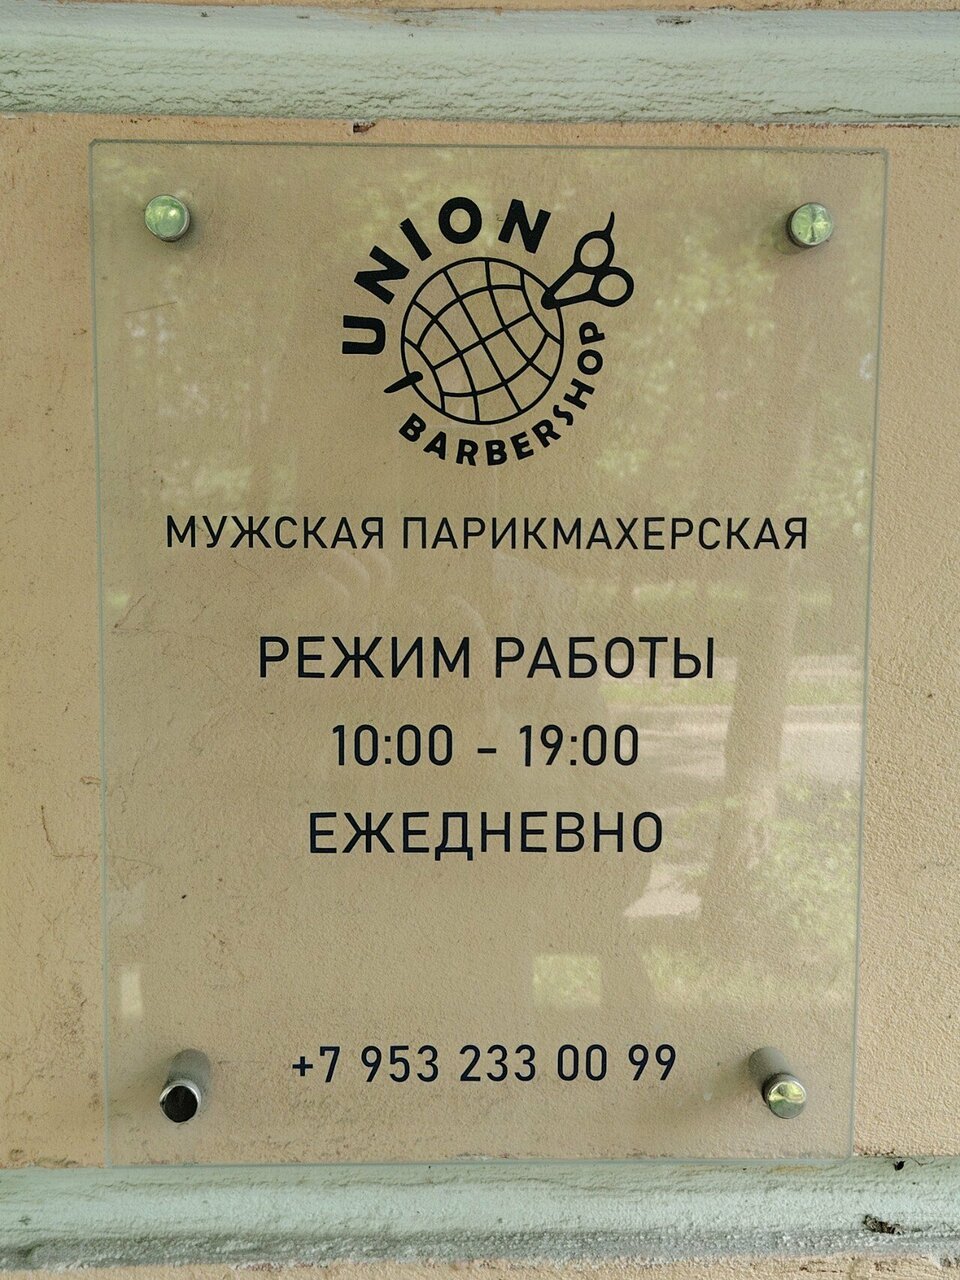 UNION
BARBERSHOP
МУЖСКАЯ ПАРИКМАХЕРСКАЯ
РЕЖИМ РАБОТЫ
10:00 - 19:00
ЕЖЕДНЕВНО
+7 953 233 00 99